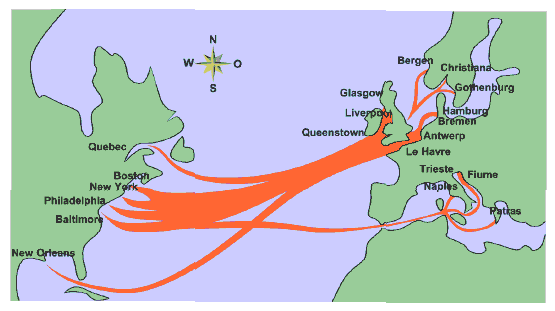 N
W O
S
Bergen
Christiana
Gothenburg
Glasgow
Liverpool
Hamburg
Bremen
Queenstown
Antwerp
Le Havre
Quebec
Boston
New York
Philadelphia
Baltimore
Trieste
Fiume
Naples
Patras
New Orleans